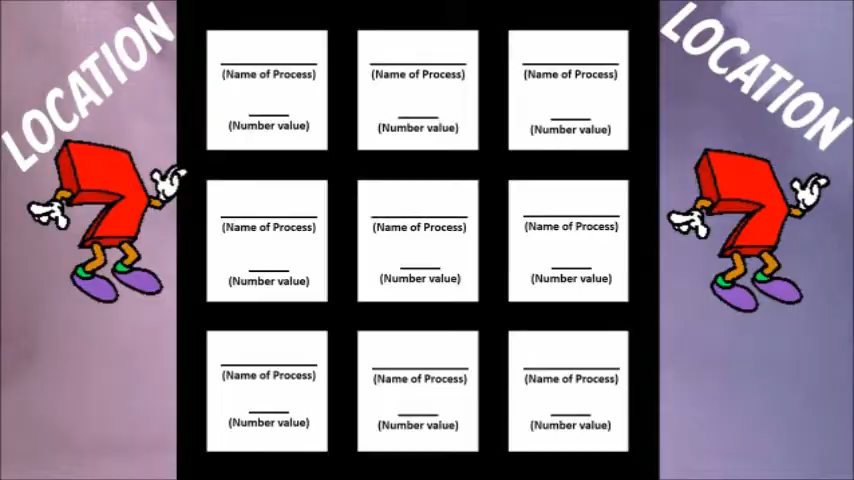 LOCATION
LOCATION
(Name of Process)
(Name of Process)
(Name of Process)
(Number value)
(Number value)
(Number value)
(Name of Process)
(Name of Process)
(Name of Process)
(Number value)
(Number value)
(Number value)
(Name of Process)
(Name of Process)
(Name of Process)
(Number value)
(Number value)
(Number value)